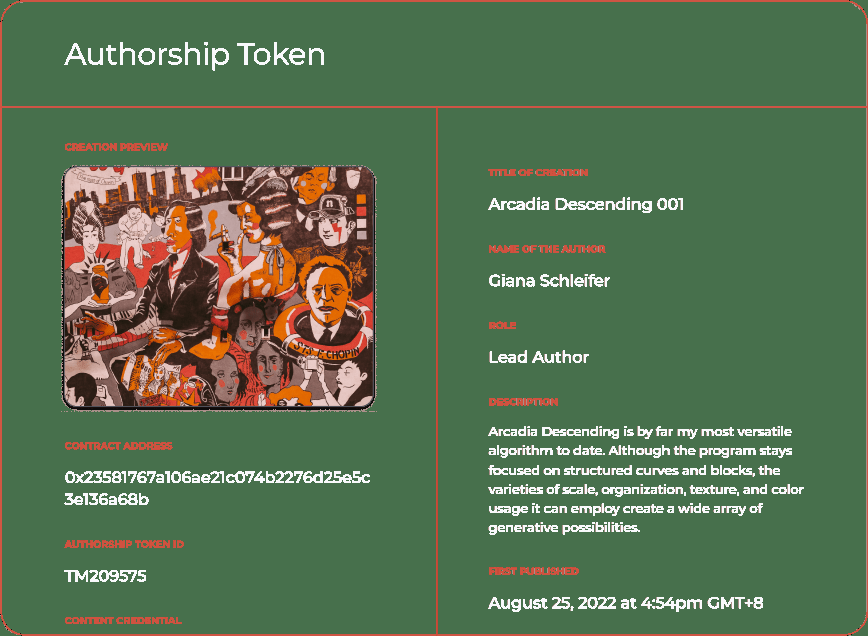 Authorship Token
CREATION PREVIEW
S/S F. CHOPIN
CONTRACT ADDRESS
0x23581767a106ae21c074b2276d25e5c
3e136a68b
AUTHORSHIP TOKEN ID
TM209575
CONTENT CREDENTIAL
TITLE OF CREATION
Arcadia Descending 001
NAME OF THE AUTHOR
Giana Schleifer
ROLE
Lead Author
DESCRIPTION
Arcadia Descending is by far my most versatile
algorithm to date. Although the program stays
focused on structured curves and blocks, the
varieties of scale, organization, texture, and color
usage it can employ create a wide array of
generative possibilities.
FIRST PUBLISHED
August 25, 2022 at 4:54pm GMT+8